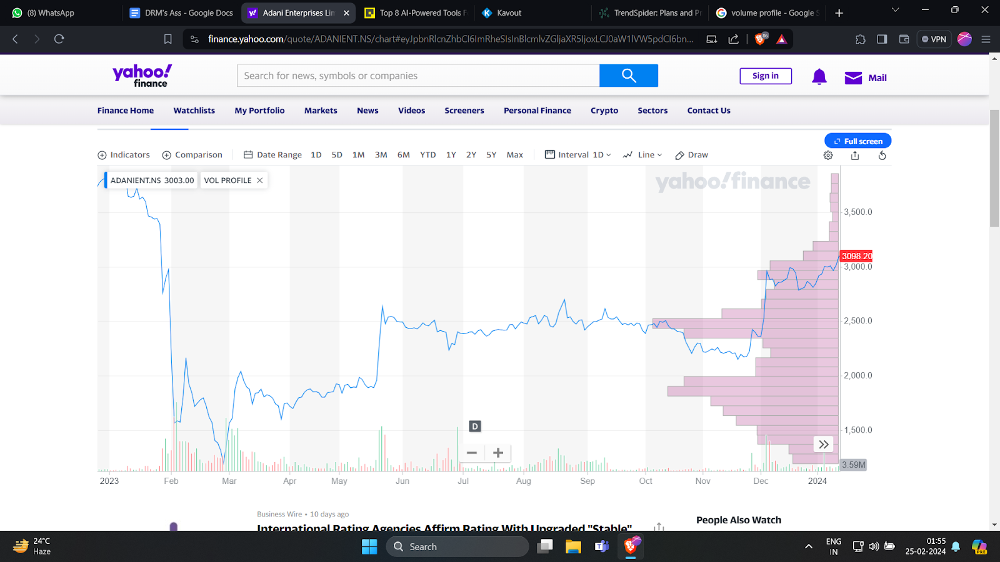 (8) WhatsApp
DRM's Ass - Google Docs
Adani Enterprises Lin
Top 8 AI-Powered Tools F
Kavout
TrendSpider: Plans and Pr
volume profile - Google S
finance.yahoo.com/quote/ADANIENT.NS/chart#eyJpbnRlcnZhbCI6ImRheSIsInBlcmlvZGljaXR5IjoxLCJ0aW1lVW5pdCI6bn...
86
VPN
yahoo! finance
Search for news, symbols or companies
Sign in
Mail
Finance Home Watchlists My Portfolio Markets News Videos Screeners Personal Finance Crypto Sectors Contact Us
Full screen
Indicators Comparison Date Range 1D 5D 1M 3M 6M YTD 1Y 2Y 5Y Max Interval 1D Line Draw
ADANIENT.NS 3003.00 VOL PROFILE
yahoo!finance
3,500.0
3098.20
3,000.0
2,500.0
2,000.0
1,500.0
3.59M
D
2023 Feb Mar Apr May Jun Jul Aug Sep Oct Nov Dec 2024
Business Wire • 10 days ago
International Rating Agencies Affirm Rating With Upgraded "Stable"
People Also Watch
24°C
Haze
Search
ENG
IN
01:55
25-02-2024
PRE